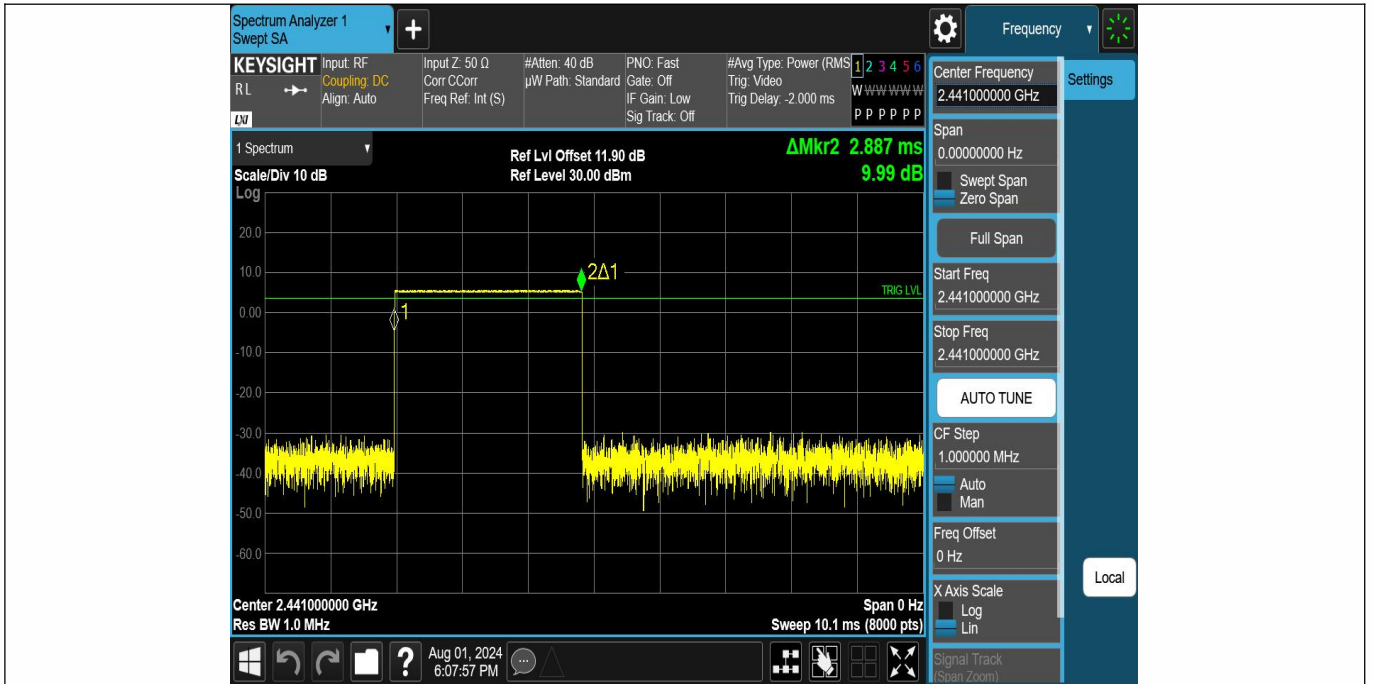 Spectrum Analyzer 1
Swept SA
+
Frequency
KEYSIGHT
RL
LXI
Input: RF
Coupling: DC
Align: Auto
Input Z: 50 Ω
Corr CCorr
Freq Ref: Int (S)
#Atten: 40 dB
µW Path: Standard
PNO: Fast
Gate: Off
IF Gain: Low
Sig Track: Off
#Avg Type: Power (RMS
Trig: Video
Trig Delay: -2.000 ms
1 2 3 4 5 6
W W W W W W
P P P P P P
1 Spectrum
Scale/Div 10 dB
Ref Lvl Offset 11.90 dB
Ref Level 30.00 dBm
ΔMkr2 2.887 ms
9.99 dB
Log
20.0
10.0
0.00
-10.0
-20.0
-30.0
-40.0
-50.0
-60.0
2Δ1
TRIG LVL
1
Center 2.441000000 GHz
Res BW 1.0 MHz
Span 0 Hz
Sweep 10.1 ms (8000 pts)
Center Frequency
2.441000000 GHz
Settings
Span
0.00000000 Hz
Swept Span
Zero Span
Full Span
Start Freq
2.441000000 GHz
Stop Freq
2.441000000 GHz
AUTO TUNE
CF Step
1.000000 MHz
Auto
Man
Freq Offset
0 Hz
X Axis Scale
Log
Lin
Local
Signal Track
(Span Zoom)
?
Aug 01, 2024
6:07:57 PM